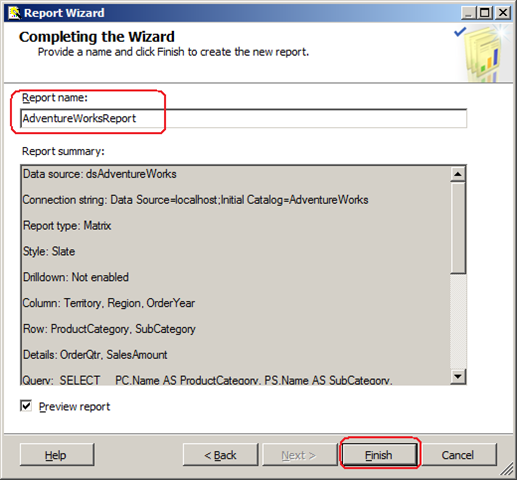 Report Wizard
Completing the Wizard
Provide a name and click Finish to create the new report.
Report name:
AdventureWorksReport
Report summary:
Data source: dsAdventureWorks
Connection string: Data Source=localhost;Initial Catalog=AdventureWorks
Report type: Matrix
Style: Slate
Drilldown: Not enabled
Column: Territory, Region, OrderYear
Row: ProductCategory, SubCategory
Details: OrderQtr, SalesAmount
Query: SELECT PC.Name AS ProductCategory, PS.Name AS SubCategory,
Preview report
Help < Back Next > Finish Cancel